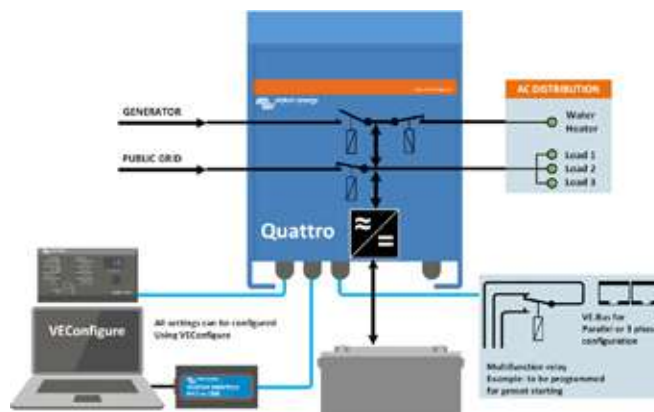 victron energy
GENERATOR
PUBLIC GRID
AC DISTRIBUTION
Water
Heater
Load 1
Load 2
Load 3
Quattro
VEConfigure
All settings can be configured
Using VEConfigure
VE.Bus for
Parallel or 3 phase
configuration
Multifunction relay
Example: to be programmed
for genset starting